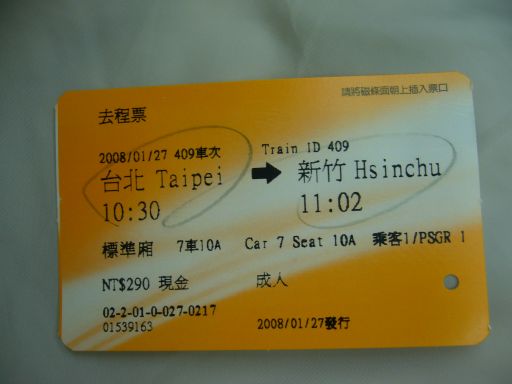 請將磁條面朝上插入票口
去程票
2008/01/27 409車次 Train ID 409
台北 Taipei → 新竹 Hsinchu
10:30 11:02
標準廂 7車10A Car 7 Seat 10A 乘客1/PSGR 1
NT$290 現金 成人
02-2-01-0-027-0217
01539163 2008/01/27發行